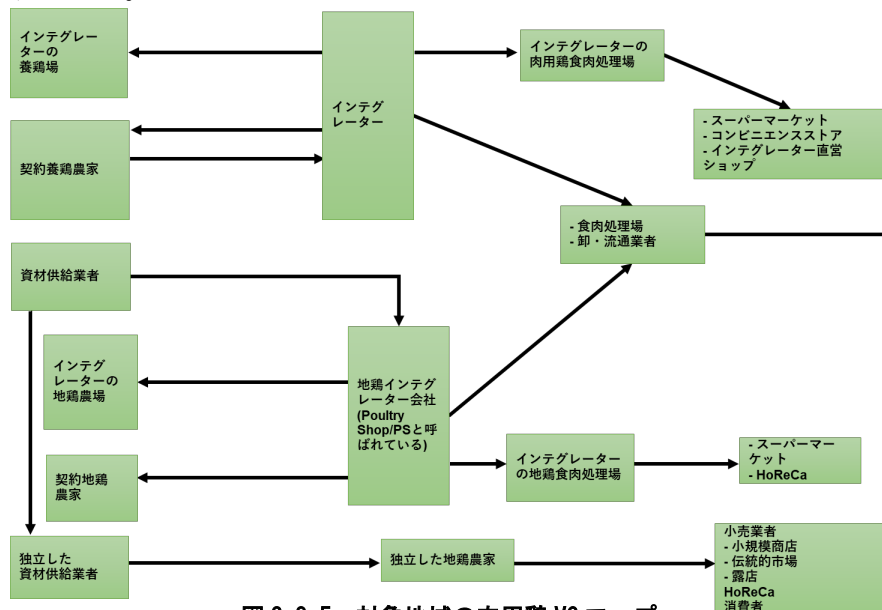 インテグレー
ターの
養鶏場
インテグ
レーター
インテグレーターの
肉用鶏食肉処理場
- スーパーマーケット
- コンビニエンスストア
- インテグレーター直営
ショップ
契約養鶏農家
- 食肉処理場
- 卸・流通業者
資材供給業者
インテグ
レーターの
地鶏農場
地鶏インテグ
レーター会社
(Poultry
Shop/PSと呼
ばれている)
契約地鶏
農家
インテグレーター
の地鶏食肉処理場
- スーパーマー
ケット
- HoReCa
独立した
資材供給業者
独立した地鶏農家
小売業者
- 小規模商店
- 伝統的市場
- 露店
HoReCa
消費者